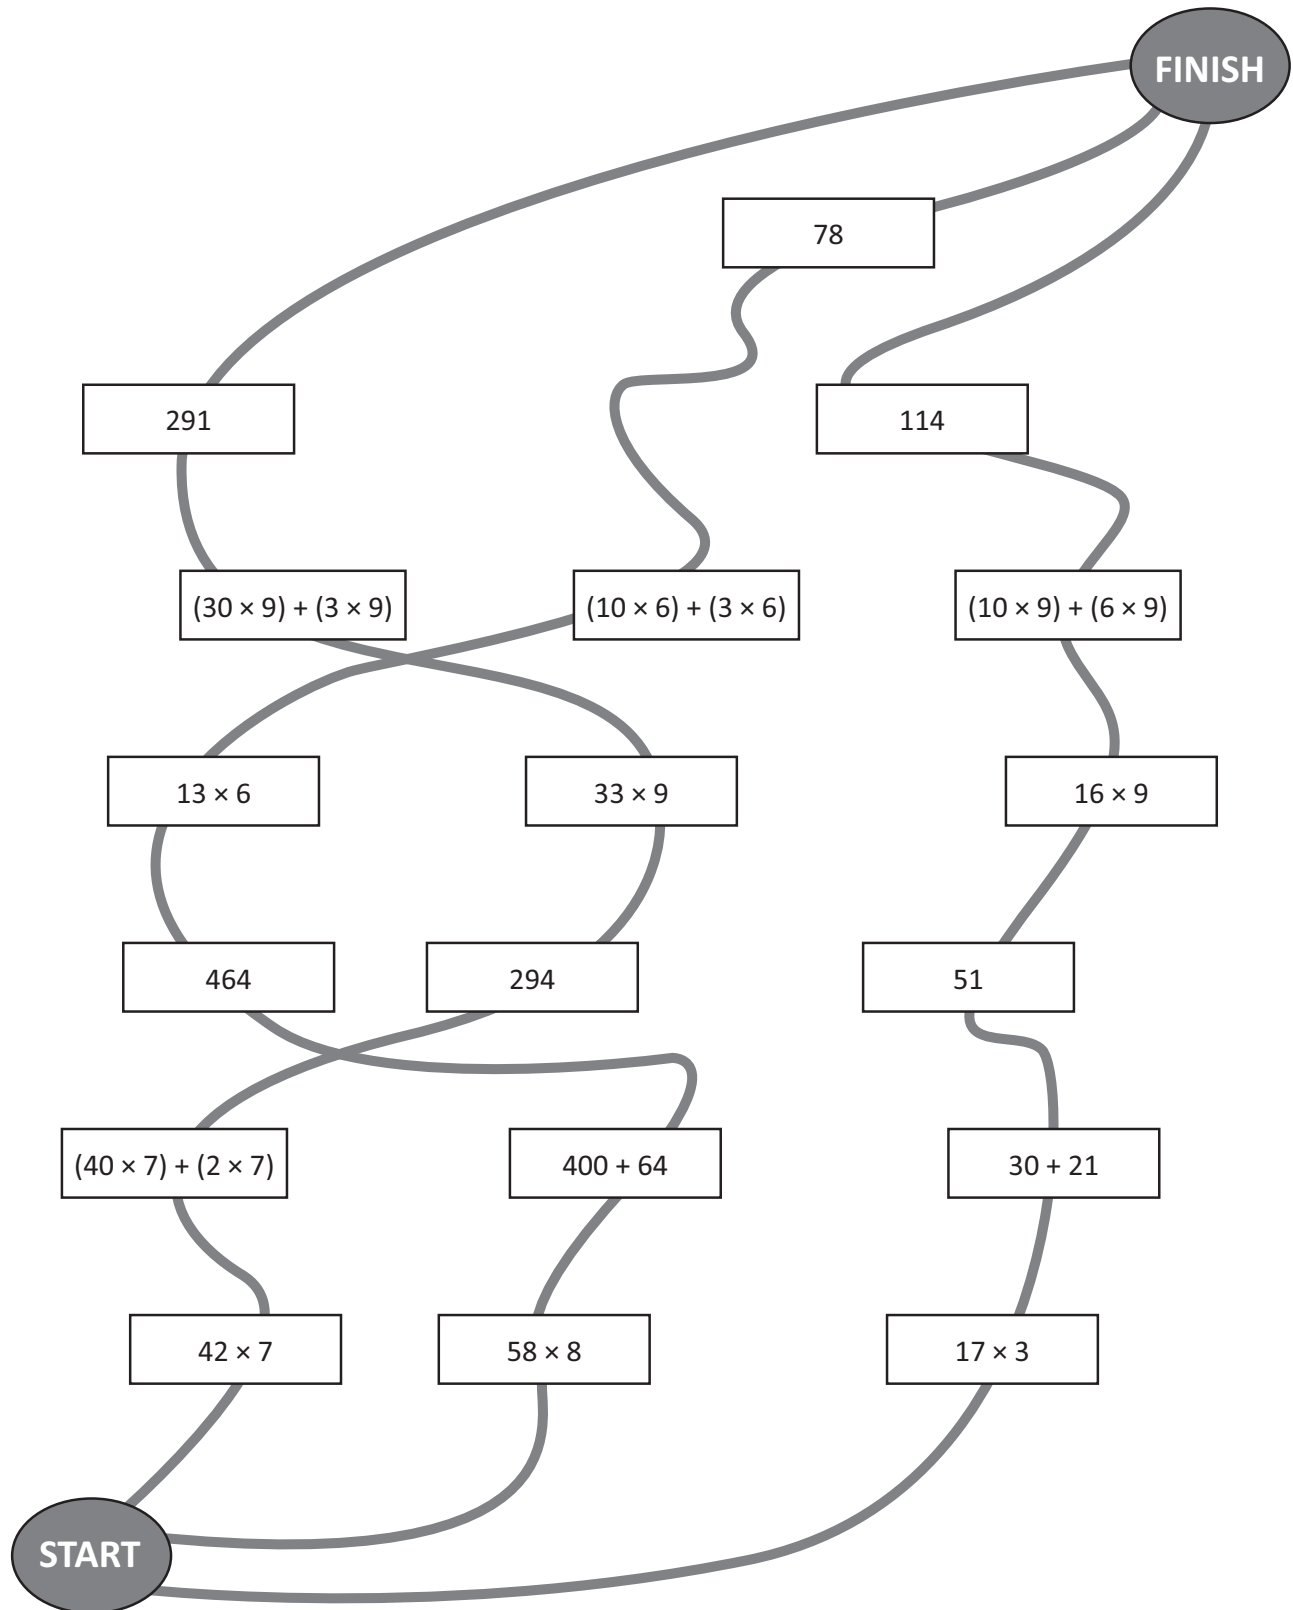 FINISH
78
291
114
(30 × 9) + (3 × 9)
(10 × 6) + (3 × 6)
(10 × 9) + (6 × 9)
13 × 6
33 × 9
16 × 9
464
294
51
(40 × 7) + (2 × 7)
400 + 64
30 + 21
42 × 7
58 × 8
17 × 3
START